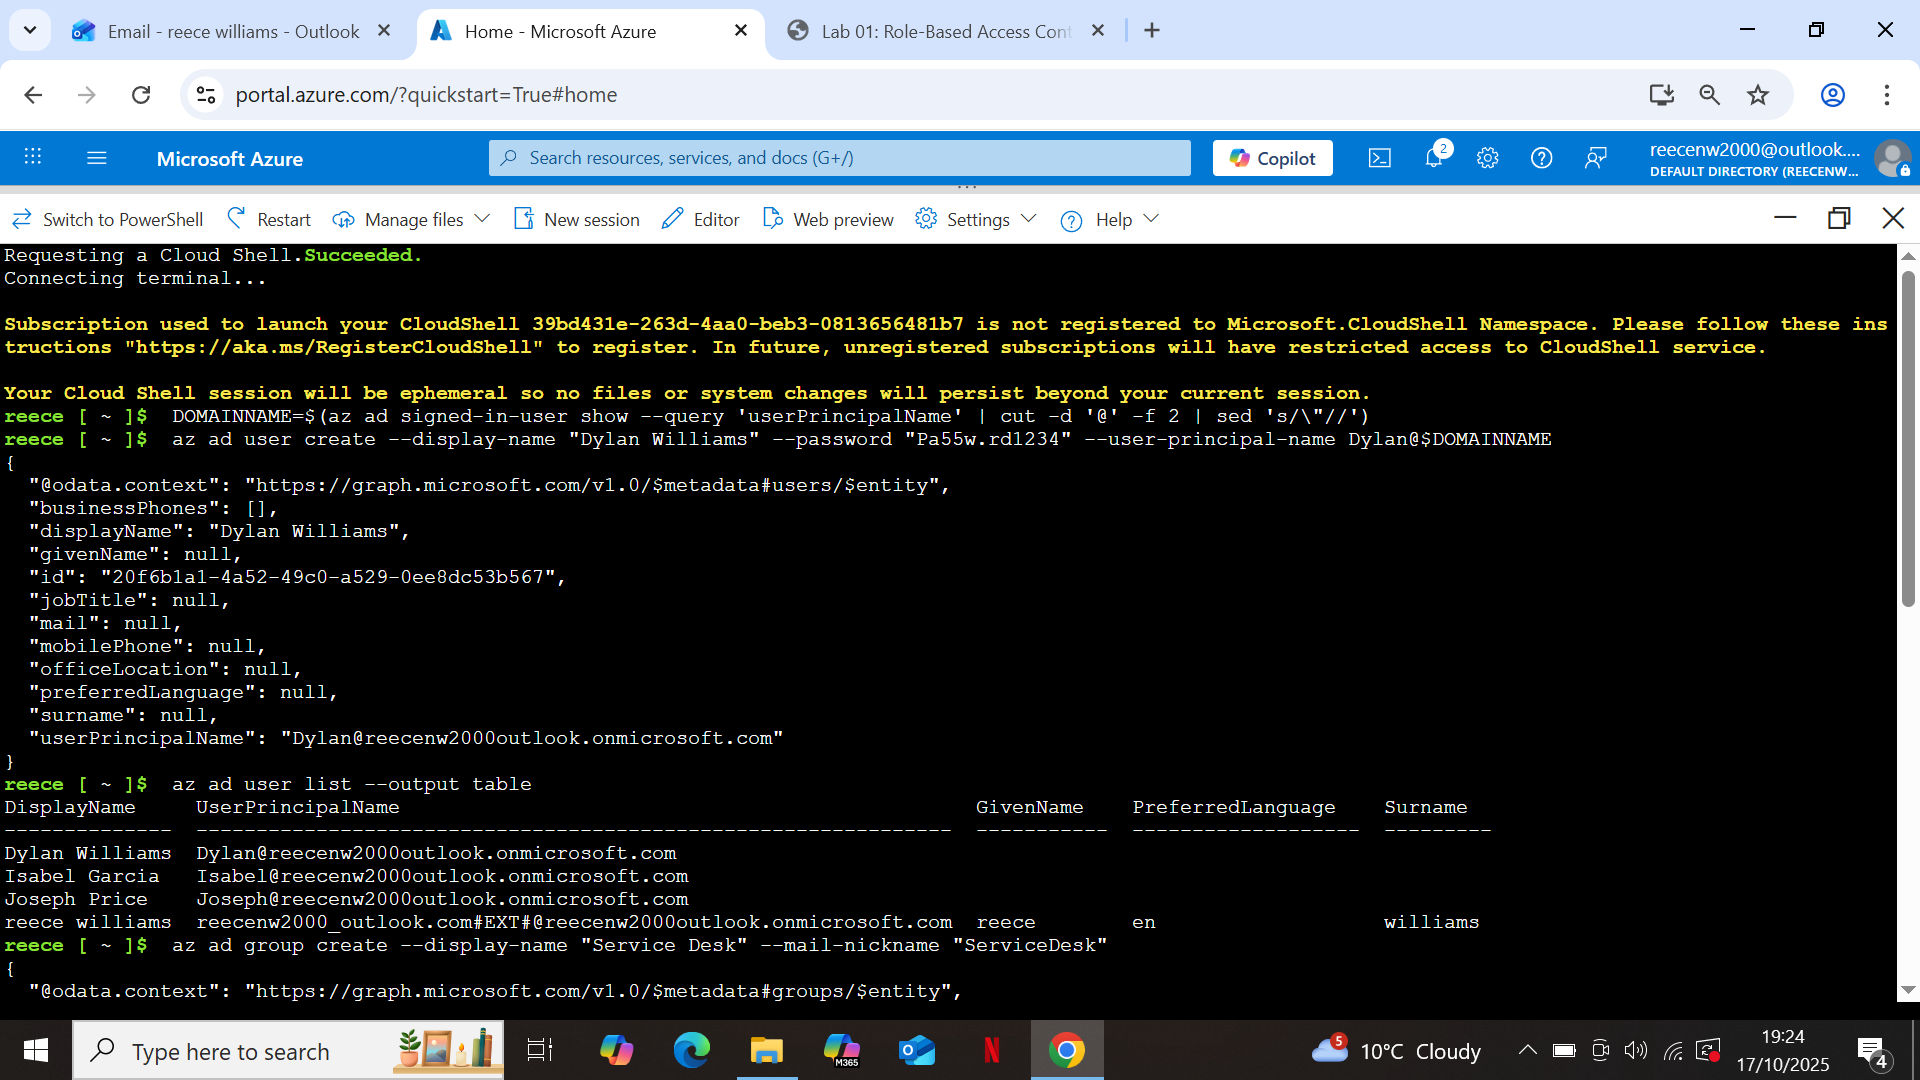 Email - reece williams - Outlook
Home - Microsoft Azure
Lab 01: Role-Based Access Cont
portal.azure.com/?quickstart=True#home
Microsoft Azure
Search resources, services, and docs (G+/)
Copilot
2
reecenw2000@outlook....
DEFAULT DIRECTORY (REECENW...
Switch to PowerShell
Restart
Manage files
New session
Editor
Web preview
Settings
Help
Requesting a Cloud Shell.Succeeded.
Connecting terminal...
Subscription used to launch your CloudShell 39bd431e-263d-4aa0-beb3-0813656481b7 is not registered to Microsoft.CloudShell Namespace. Please follow these ins
tructions "https://aka.ms/RegisterCloudShell" to register. In future, unregistered subscriptions will have restricted access to CloudShell service.
Your Cloud Shell session will be ephemeral so no files or system changes will persist beyond your current session.
reece [ ~ ]$  DOMAINNAME=$(az ad signed-in-user show --query 'userPrincipalName' | cut -d '@' -f 2 | sed 's/\"//')
reece [ ~ ]$  az ad user create --display-name "Dylan Williams" --password "Pa55w.rd1234" --user-principal-name Dylan@$DOMAINNAME
{
  "@odata.context": "https://graph.microsoft.com/v1.0/$metadata#users/$entity",
  "businessPhones": [],
  "displayName": "Dylan Williams",
  "givenName": null,
  "id": "20f6b1a1-4a52-49c0-a529-0ee8dc53b567",
  "jobTitle": null,
  "mail": null,
  "mobilePhone": null,
  "officeLocation": null,
  "preferredLanguage": null,
  "surname": null,
  "userPrincipalName": "Dylan@reecenw2000outlook.onmicrosoft.com"
}
reece [ ~ ]$  az ad user list --output table
DisplayName     UserPrincipalName                                                GivenName    PreferredLanguage    Surname
--------------  ---------------------------------------------------------------  -----------  -------------------  ---------
Dylan Williams  Dylan@reecenw2000outlook.onmicrosoft.com
Isabel Garcia   Isabel@reecenw2000outlook.onmicrosoft.com
Joseph Price    Joseph@reecenw2000outlook.onmicrosoft.com
reece williams  reecenw2000_outlook.com#EXT#@reecenw2000outlook.onmicrosoft.com  reece        en                   williams
reece [ ~ ]$  az ad group create --display-name "Service Desk" --mail-nickname "ServiceDesk"
{
  "@odata.context": "https://graph.microsoft.com/v1.0/$metadata#groups/$entity",
Type here to search
M365
N
5
10°C  Cloudy
19:24
17/10/2025
4